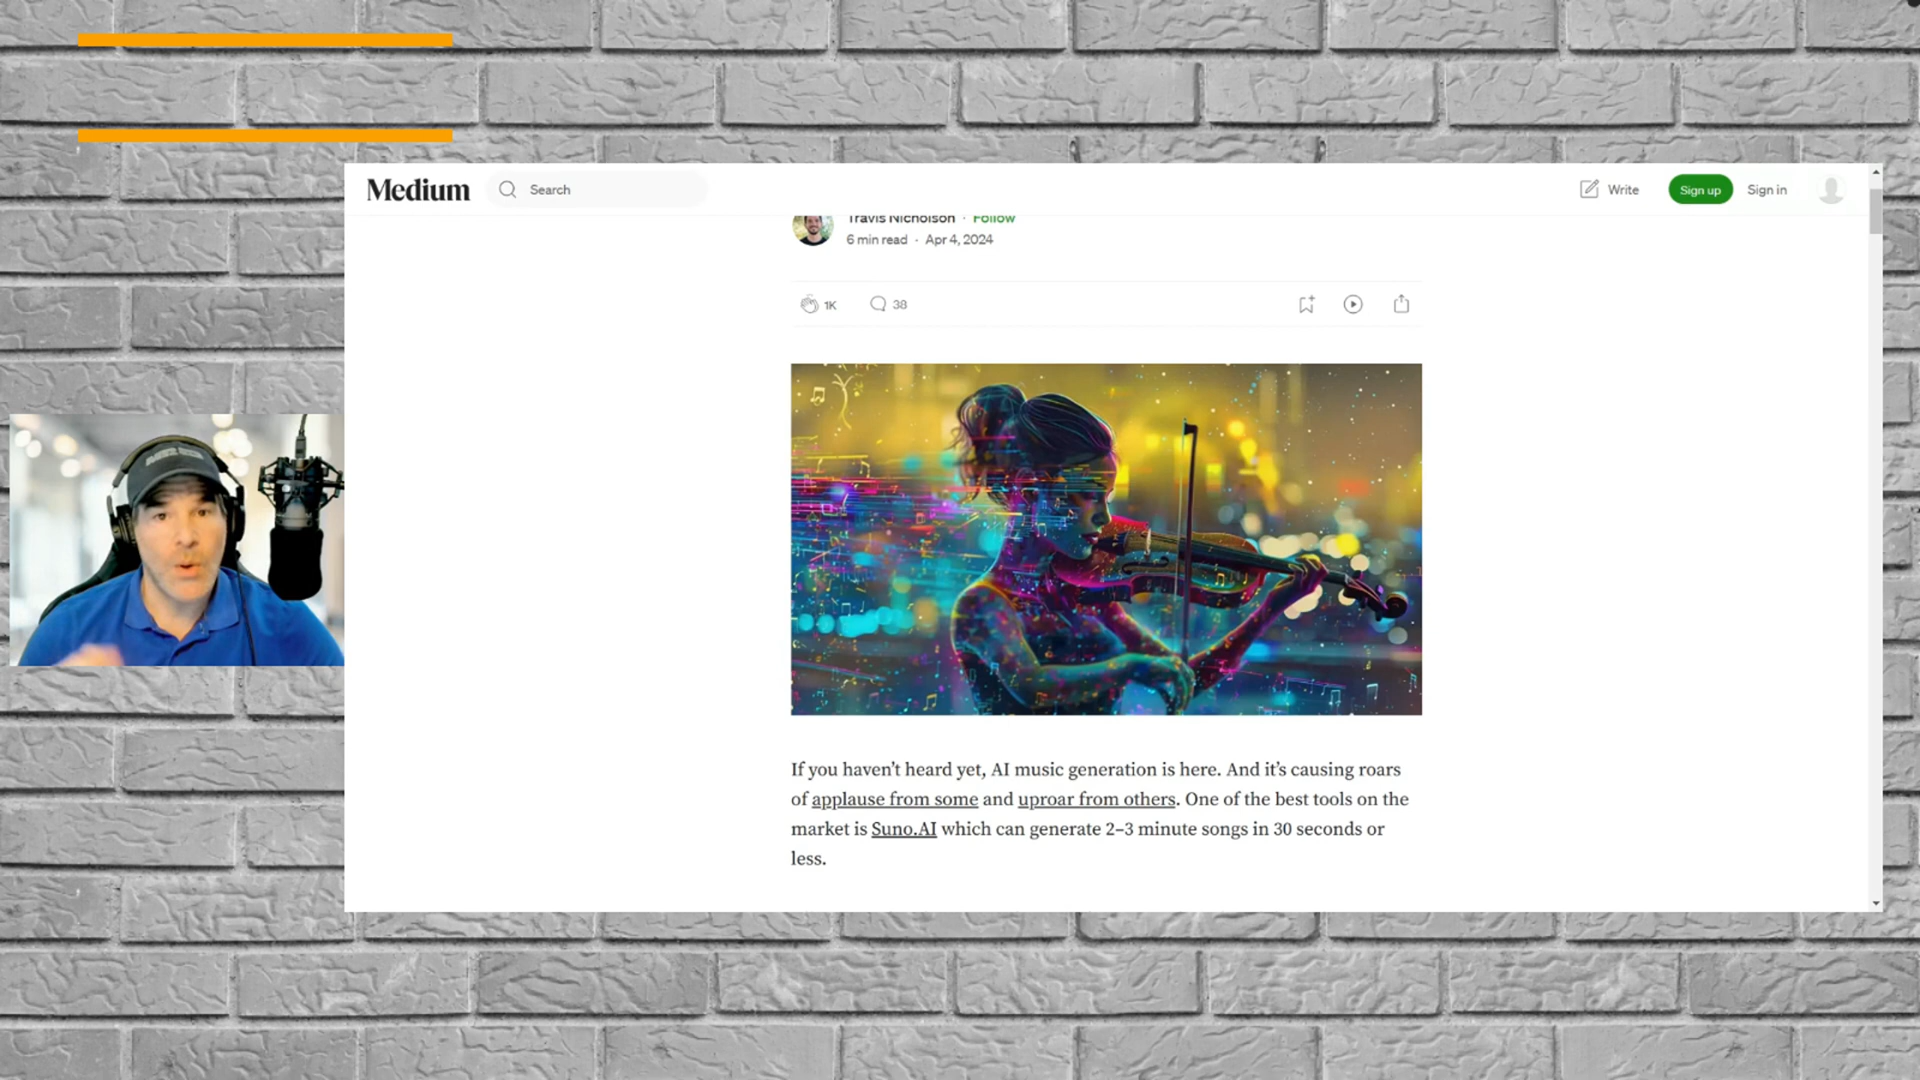 Medium
Search
Write
Sign up
Sign in
Travis Nicholson · Follow
6 min read · Apr 4, 2024
1K
38
If you haven’t heard yet, AI music generation is here. And it’s causing roars
of applause from some and uproar from others. One of the best tools on the
market is Suno.AI which can generate 2–3 minute songs in 30 seconds or
less.